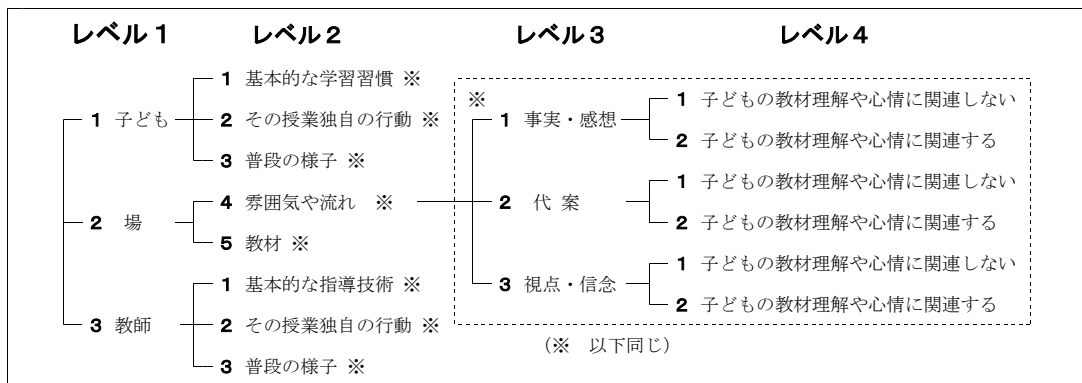 レベル1 レベル2 レベル3 レベル4
1 基本的な学習習慣 ※
1 子ども
2 その授業独自の行動 ※
3 普段の様子 ※
2 場
4 雰囲気や流れ ※
5 教材 ※
3 教師
1 基本的な指導技術 ※
2 その授業独自の行動 ※
3 普段の様子 ※
※
1 事実・感想
1 子どもの教材理解や心情に関連しない
2 子どもの教材理解や心情に関連する
2 代 案
1 子どもの教材理解や心情に関連しない
2 子どもの教材理解や心情に関連する
3 視点・信念
1 子どもの教材理解や心情に関連しない
2 子どもの教材理解や心情に関連する
(※ 以下同じ)